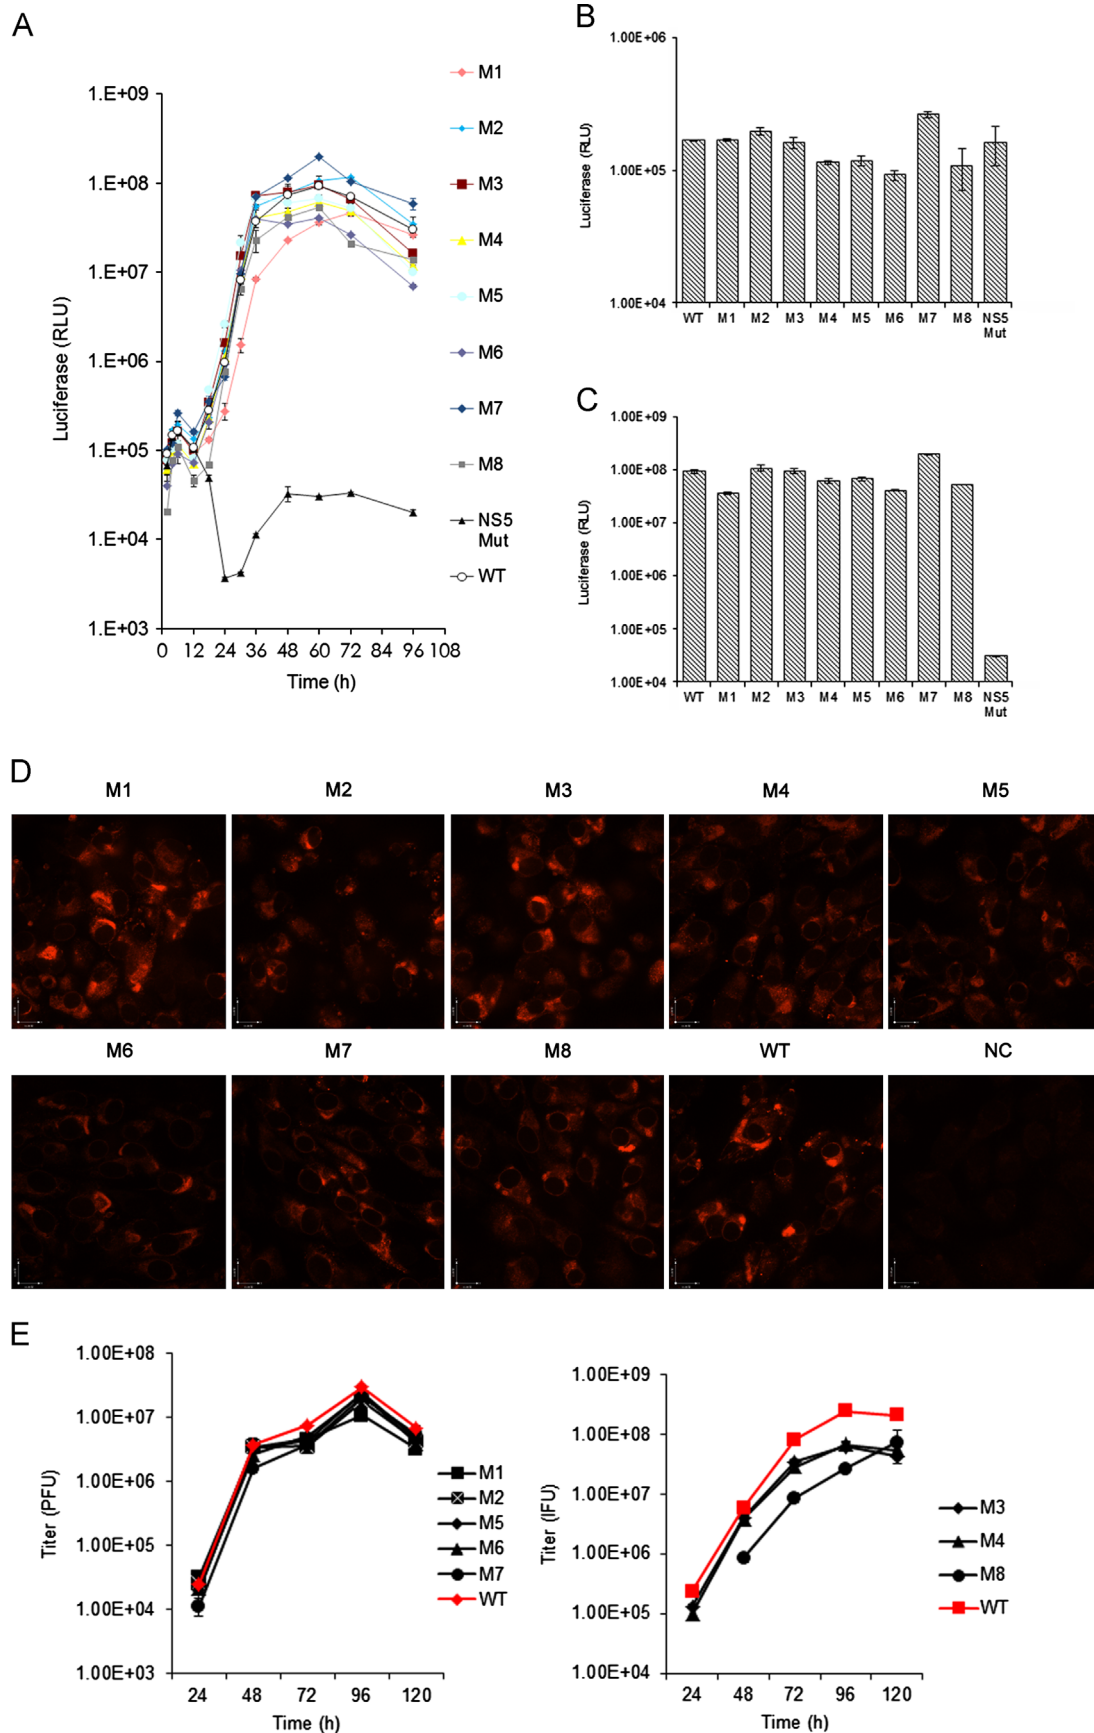 A
1.E+09
1.E+08
1.E+07
1.E+06
1.E+05
1.E+04
1.E+03
Luciferase (RLU)
0 12 24 36 48 60 72 84 96 108
Time (h)
M1
M2
M3
M4
M5
M6
M7
M8
NS5
Mut
WT
B
1.00E+06
1.00E+05
1.00E+04
Luciferase (RLU)
WT M1 M2 M3 M4 M5 M6 M7 M8 NS5
Mut
C
1.00E+09
1.00E+08
1.00E+07
1.00E+06
1.00E+05
1.00E+04
Luciferase (RLU)
WT M1 M2 M3 M4 M5 M6 M7 M8 NS5
Mut
D
M1 M2 M3 M4 M5
M6 M7 M8 WT NC
E
1.00E+08
1.00E+07
1.00E+06
1.00E+05
1.00E+04
1.00E+03
Titer (PFU)
24 48 72 96 120
Time (h)
M1
M2
M5
M6
M7
WT
1.00E+09
1.00E+08
1.00E+07
1.00E+06
1.00E+05
1.00E+04
Titer (IFU)
24 48 72 96 120
Time (h)
M3
M4
M8
WT